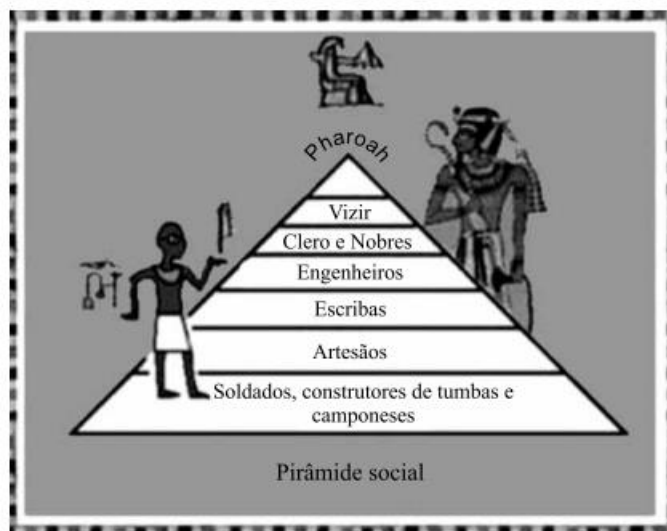 Pharoah
Vizir
Clero e Nobres
Engenheiros
Escribas
Artesãos
Soldados, construtores de tumbas e
camponeses
Pirâmide social